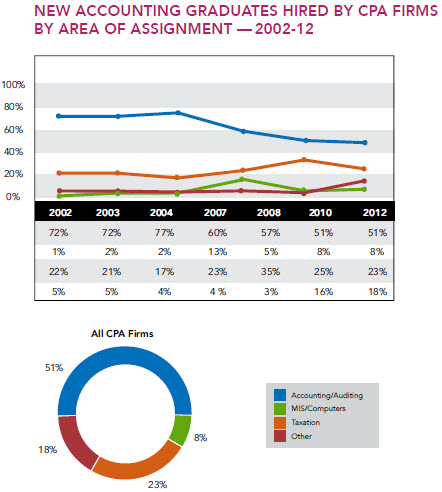 NEW ACCOUNTING GRADUATES HIRED BY CPA FIRMS
BY AREA OF ASSIGNMENT — 2002-12
100%
80%
60%
40%
20%
0%
2002 2003 2004 2007 2008 2010 2012
72% 72% 77% 60% 57% 51% 51%
1% 2% 2% 13% 5% 8% 8%
22% 21% 17% 23% 35% 25% 23%
5% 5% 4% 4 % 3% 16% 18%
All CPA Firms
51%
8%
18%
23%
Accounting/Auditing
MIS/Computers
Taxation
Other